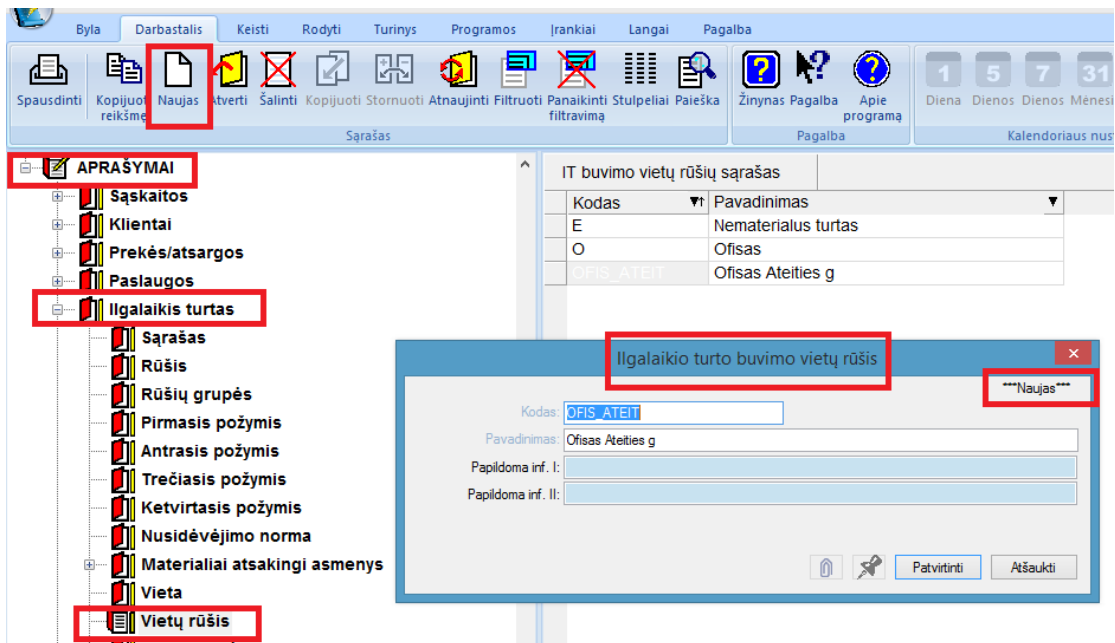 Byla Darbastalis Keisti Rodyti Turinys Programos Įrankiai Langai Pagalba
Spausdinti Kopijuoti reikšmę Naujas Atverti Šalinti Kopijuoti Stornuoti Atnaujinti Filtruoti Panaikinti filtravimą Stulpeliai Paieška Žinynas Pagalba Apie programą Diena Dienos Dienos
1 5 7 31
Sąrašas Pagalba Kalendoriaus
APRAŠYMAI
Sąskaitos
Klientai
Prekės/atsargos
Paslaugos
Ilgalaikis turtas
Sąrašas
Rūšis
Rūšių grupės
Pirmasis požymis
Antrasis požymis
Trečiasis požymis
Ketvirtasis požymis
Nusidėvėjimo norma
Materialiai atsakingi asmenys
Vieta
Vietų rūšis
IT buvimo vietų rūšių sąrašas
Kodas Pavadinimas
E Nematerialus turtas
O Ofisas
OFIS_ATEIT Ofisas Ateities g
Ilgalaikio turto buvimo vietų rūšis
***Naujas***
Kodas: OFIS_ATEIT
Pavadinimas: Ofisas Ateities g
Papildoma inf. I:
Papildoma inf. II:
Patvirtinti Atšaukti